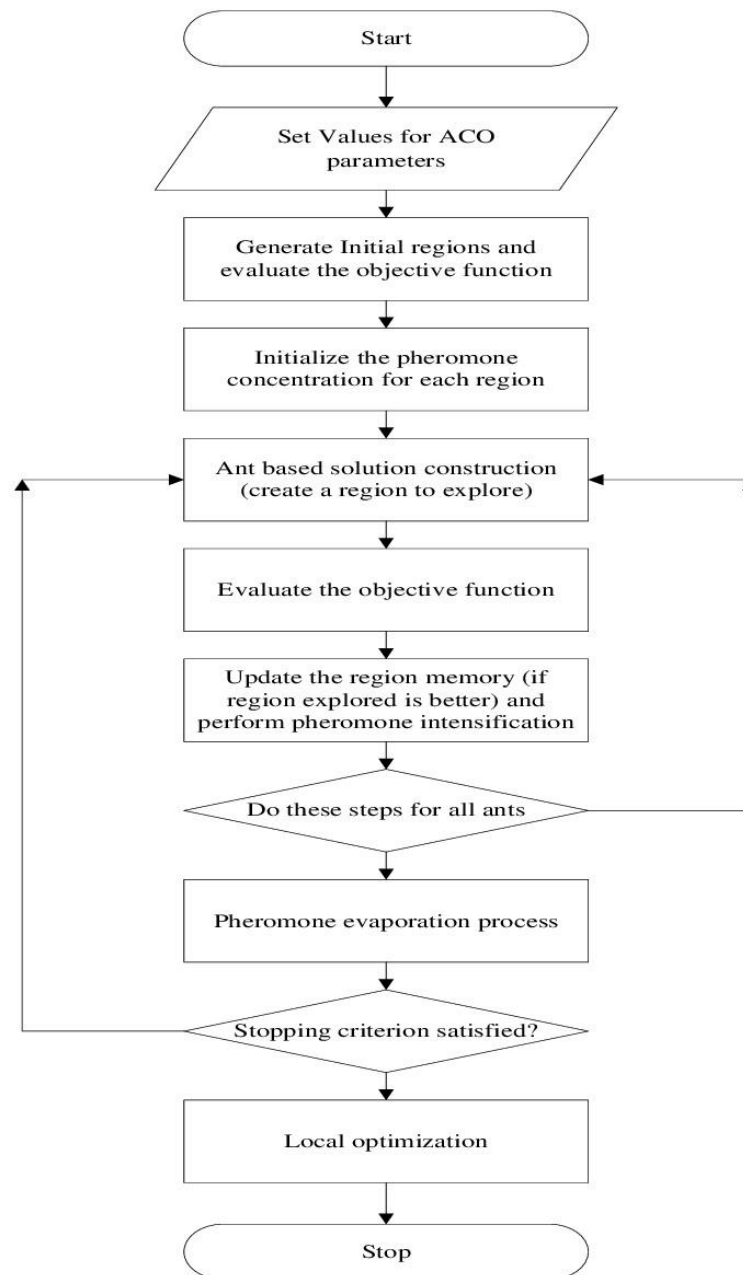 Start
Set Values for ACO
parameters
Generate Initial regions and
evaluate the objective function
Initialize the pheromone
concentration for each region
Ant based solution construction
(create a region to explore)
Evaluate the objective function
Update the region memory (if
region explored is better) and
perform pheromone intensification
Do these steps for all ants
Pheromone evaporation process
Stopping criterion satisfied?
Local optimization
Stop